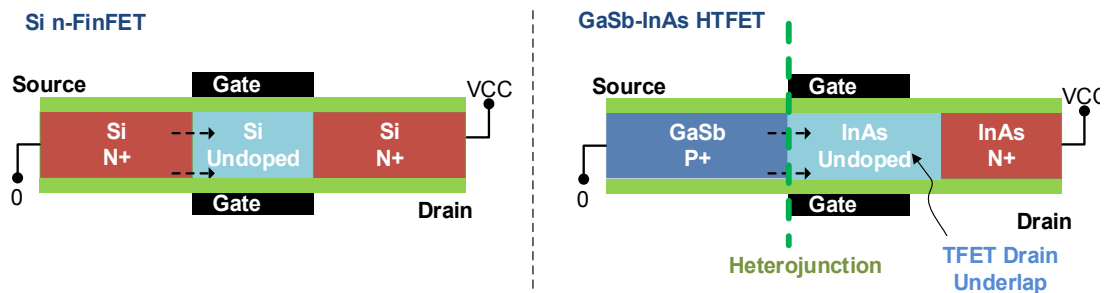 Si n-FinFET
Source
Gate
VCC
Si
N+
Si
Undoped
Si
N+
0
Gate
Drain
GaSb-InAs HTFET
Source
Gate
VCC
GaSb
P+
InAs
Undoped
InAs
N+
0
Gate
Drain
Heterojunction
TFET Drain
Underlap